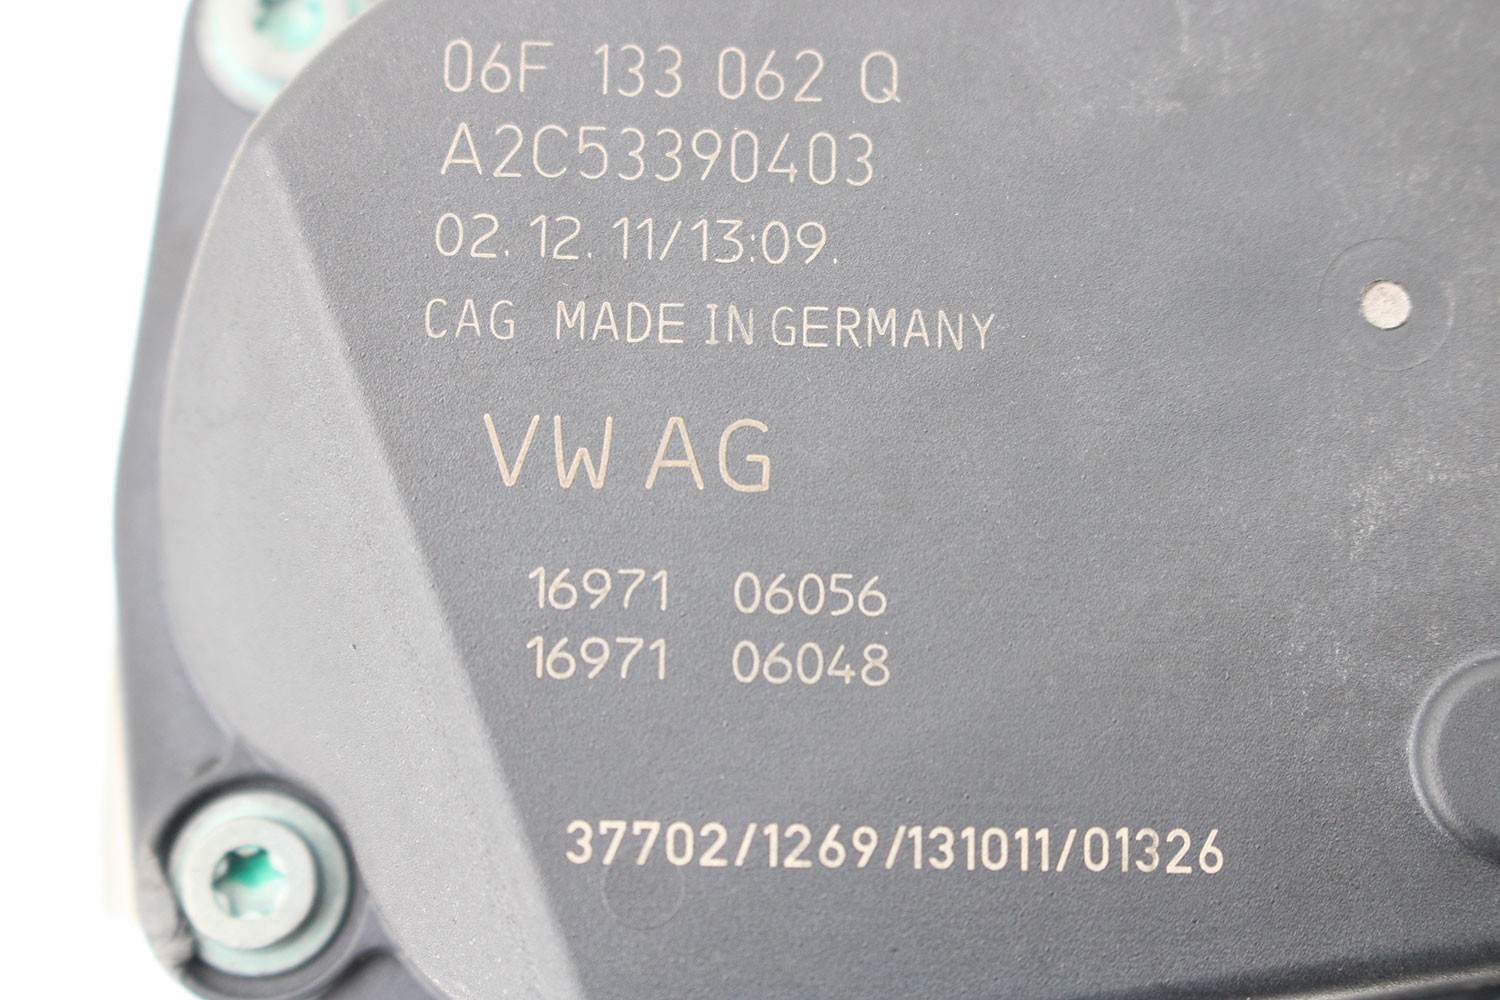 06F 133 062 Q
A2C53390403
02.12.11/13:09.
CAG MADE IN GERMANY
VW AG
16971 06056
16971 06048
37702/1269/131011/01326